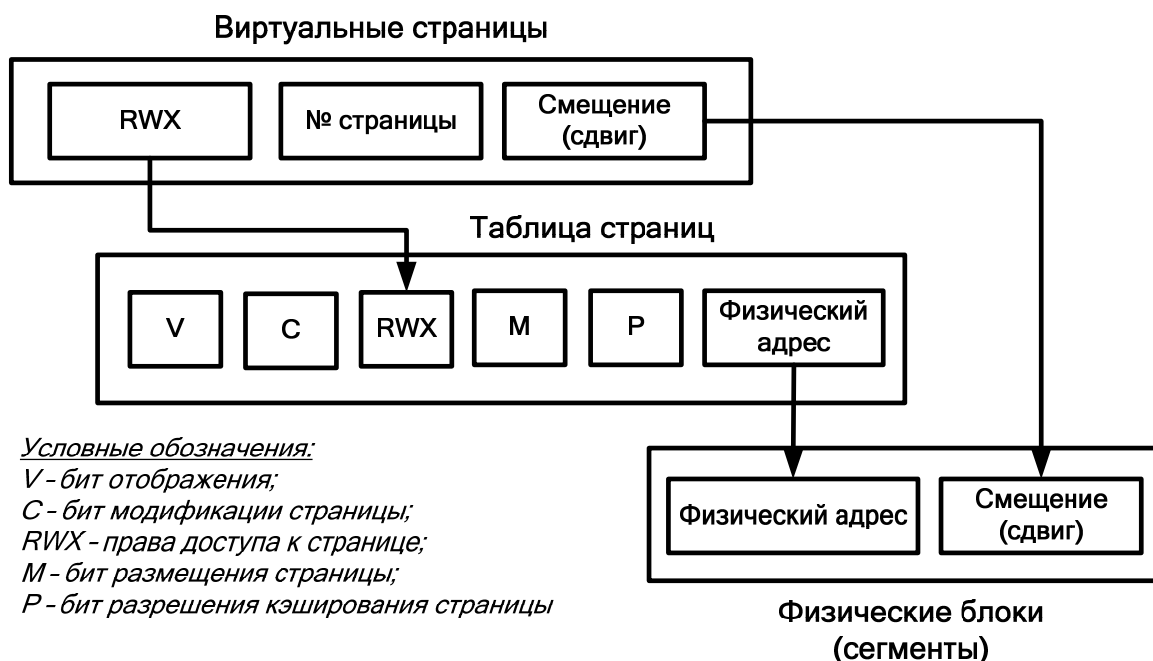 Виртуальные страницы
RWX
№ страницы
Смещение
(сдвиг)
Таблица страниц
V
C
RWX
M
P
Физический
адрес
Условные обозначения:
V – бит отображения;
C – бит модификации страницы;
RWX – права доступа к странице;
M – бит размещения страницы;
P – бит разрешения кэширования страницы
Физический адрес
Смещение
(сдвиг)
Физические блоки
(сегменты)